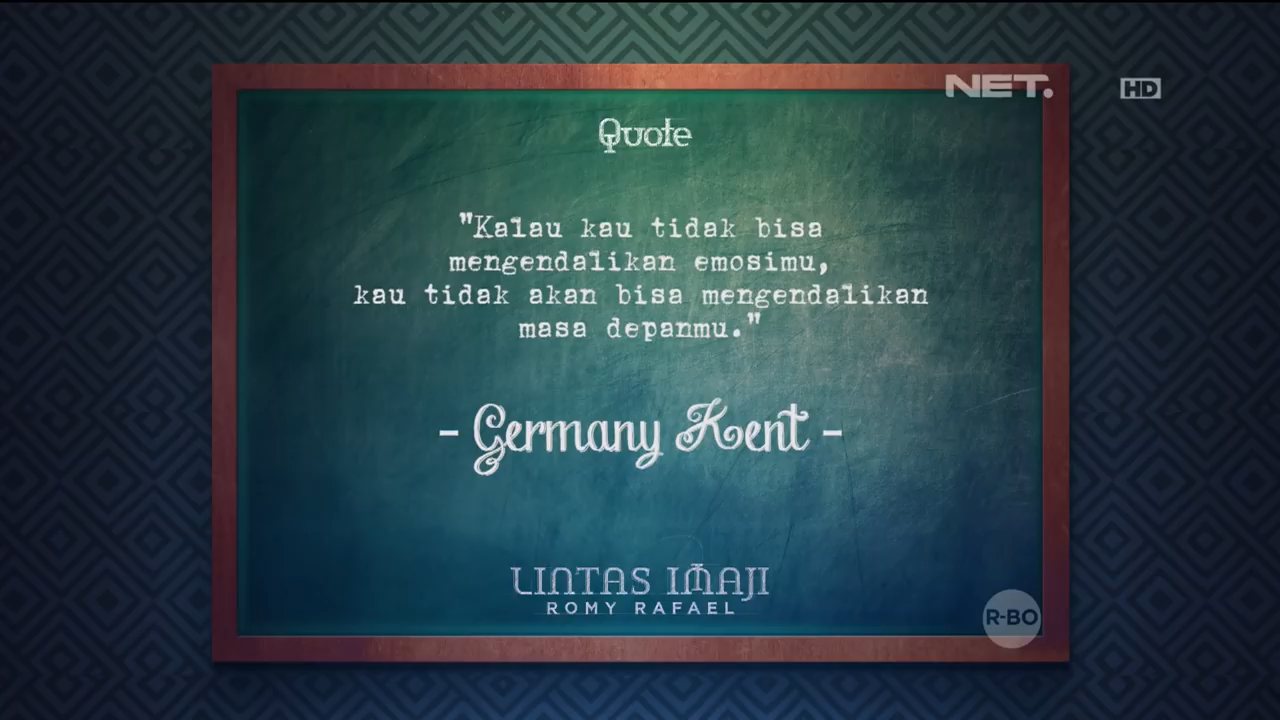 NET.
HD
Quote
"Kalau kau tidak bisa
mengendalikan emosimu,
kau tidak akan bisa mengendalikan
masa depanmu."
- Germany Kent -
LINTAS IMAJI
ROMY RAFAEL
R-BO